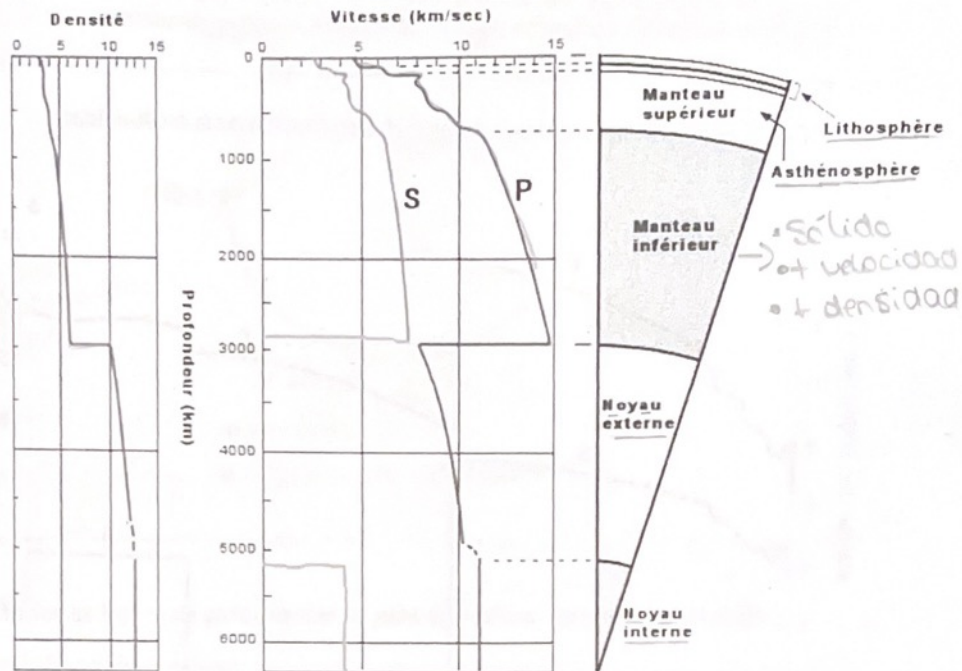 Densité
0 5 10 15
Vitesse (km/sec)
0 5 10 15
Profondeur (km)
0
1000
2000
3000
4000
5000
6000
S
P
Manteau
supérieur
Lithosphère
Asthénosphère
Manteau
inférieur
• Sólido
• + velocidad
• + densidad
Noyau
externe
Noyau
interne